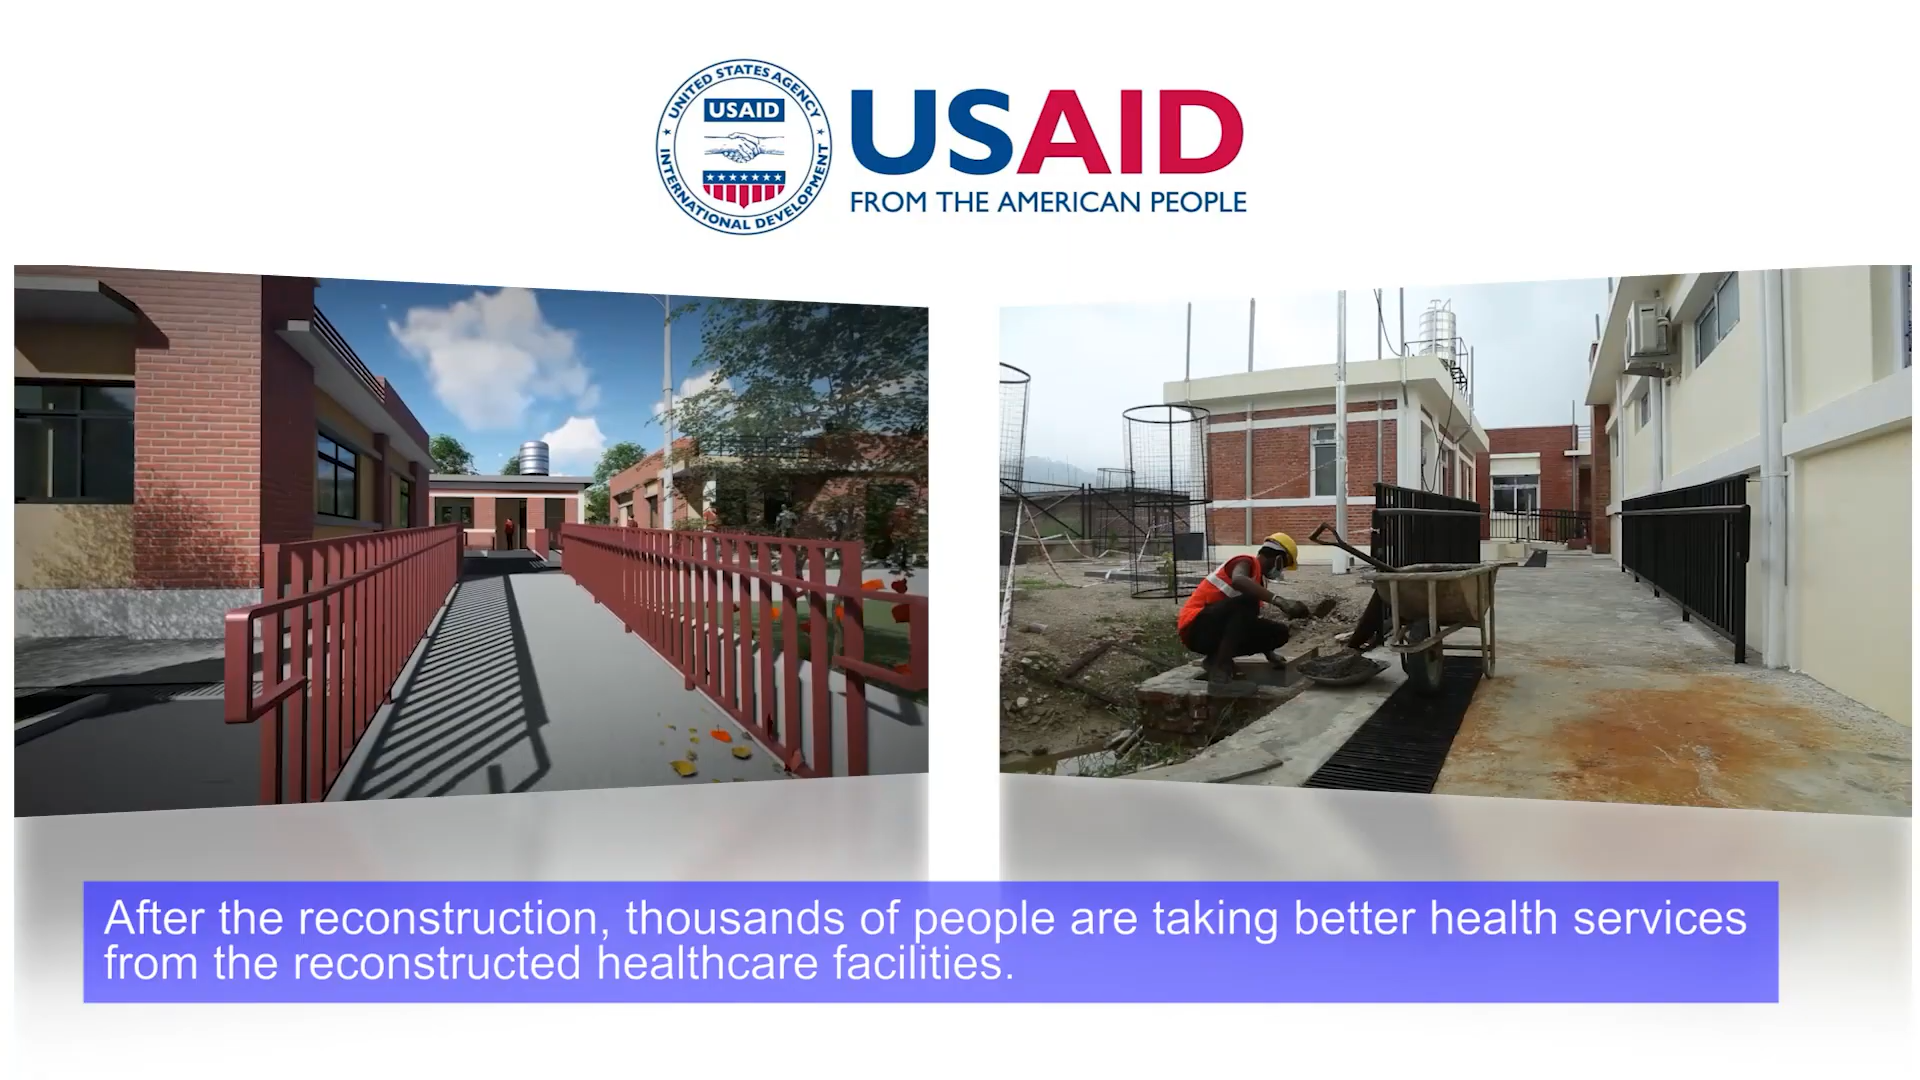 UNITED STATES AGENCY
USAID
INTERNATIONAL DEVELOPMENT
USAID
FROM THE AMERICAN PEOPLE
After the reconstruction, thousands of people are taking better health services
from the reconstructed healthcare facilities.